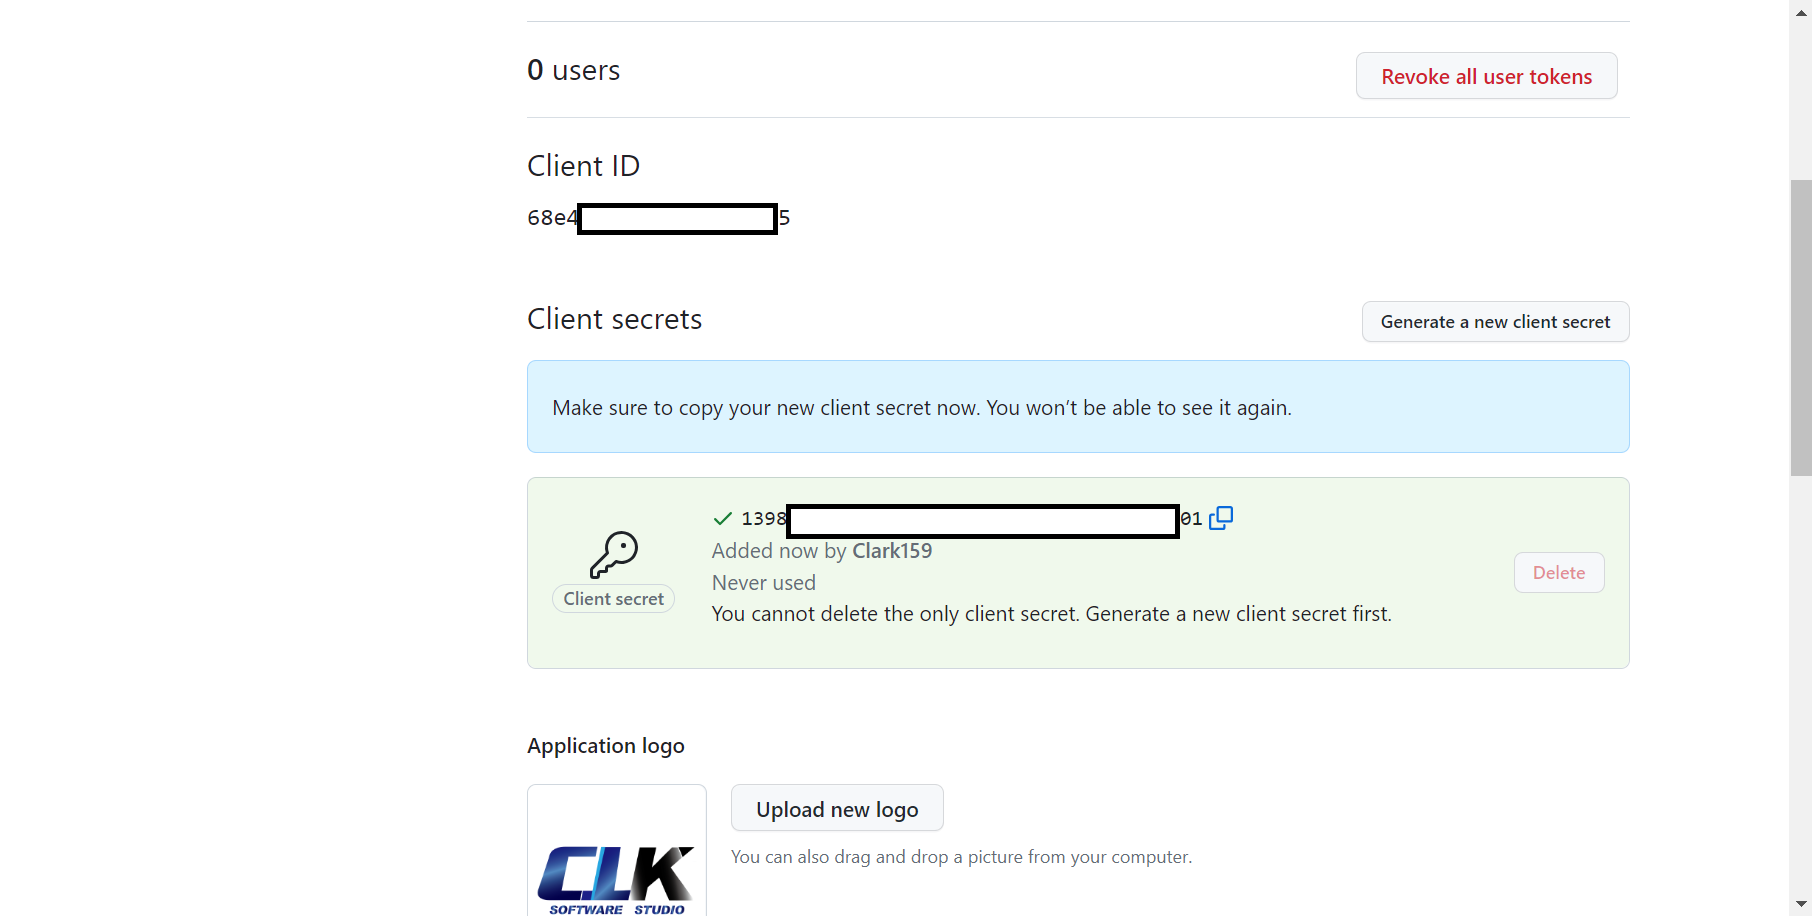 0 users
Revoke all user tokens
Client ID
68e4 5
Client secrets
Generate a new client secret
Make sure to copy your new client secret now. You won’t be able to see it again.
1398 01
Added now by Clark159
Never used
You cannot delete the only client secret. Generate a new client secret first.
Client secret
Delete
Application logo
Upload new logo
You can also drag and drop a picture from your computer.
CLK
SOFTWARE STUDIO